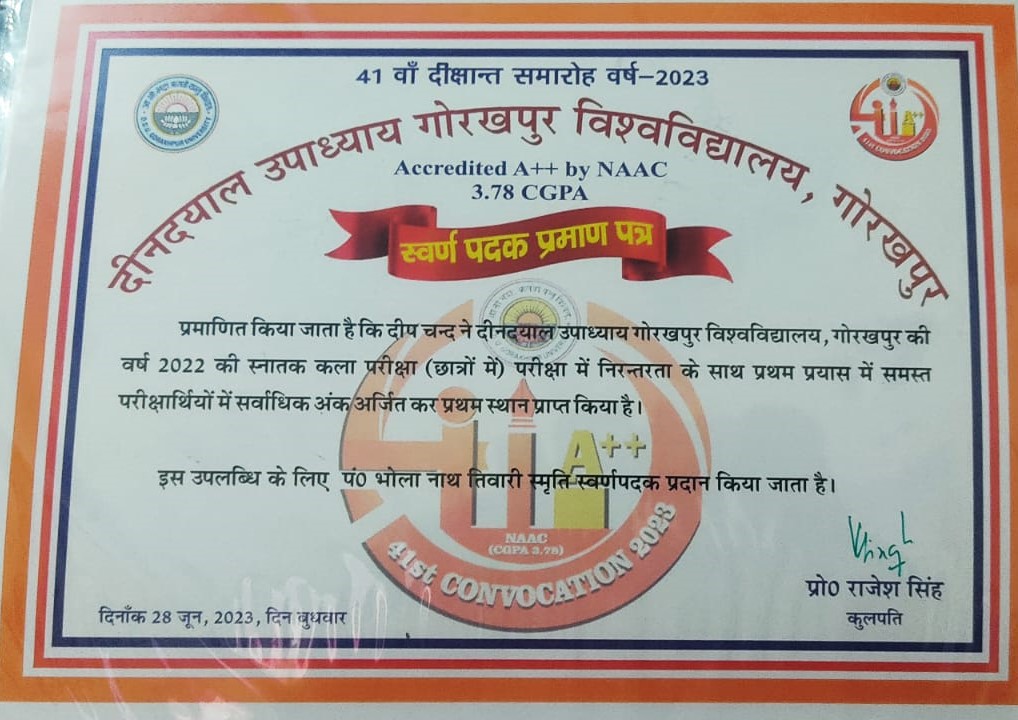 41 वाँ दीक्षान्त समारोह वर्ष-2023
दीनदयाल उपाध्याय गोरखपुर विश्वविद्यालय, गोरखपुर
Accredited A++ by NAAC
3.78 CGPA
स्वर्ण पदक प्रमाण पत्र
प्रमाणित किया जाता है कि दीप चन्द ने दीनदयाल उपाध्याय गोरखपुर विश्वविद्यालय, गोरखपुर की
वर्ष 2022 की स्नातक कला परीक्षा (छात्रों में) परीक्षा में निरन्तरता के साथ प्रथम प्रयास में समस्त
परीक्षार्थियों में सर्वाधिक अंक अर्जित कर प्रथम स्थान प्राप्त किया है।
इस उपलब्धि के लिए पं0 भोला नाथ तिवारी स्मृति स्वर्णपदक प्रदान किया जाता है।
A++
NAAC
(CGPA 3.78)
41st CONVOCATION 2023
प्रो0 राजेश सिंह
कुलपति
दिनाँक 28 जून, 2023, दिन बुधवार